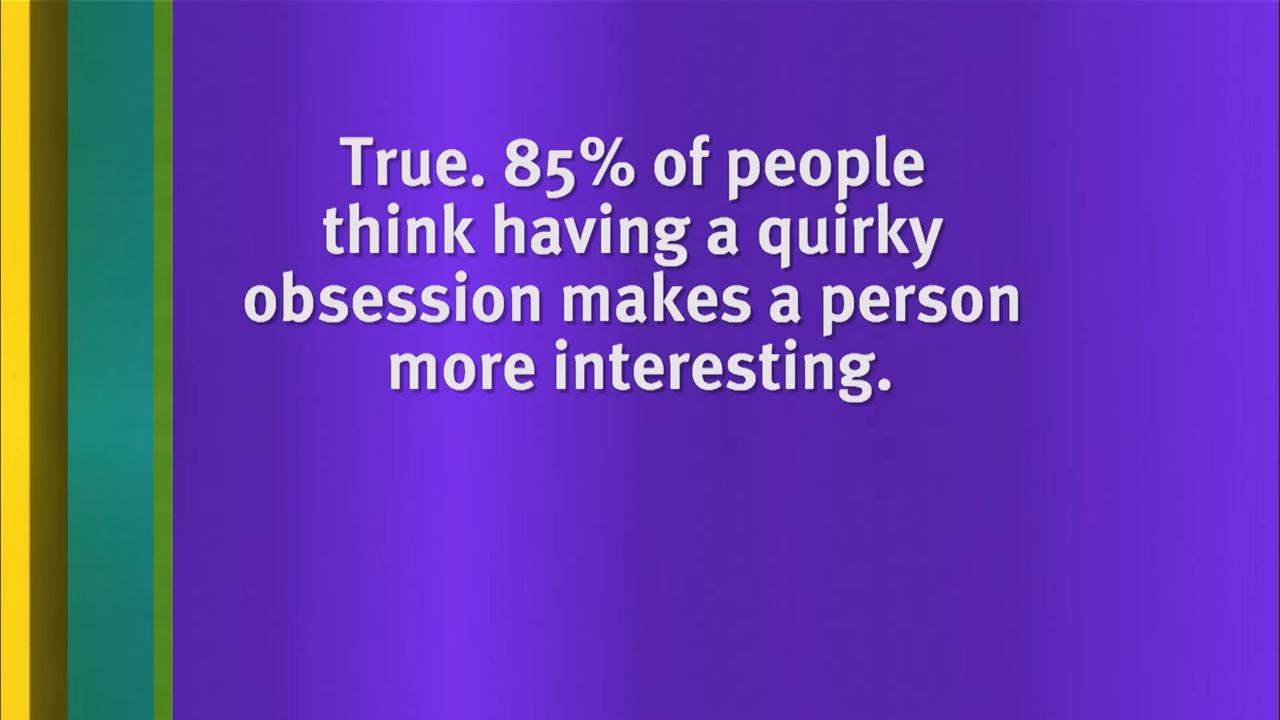 True. 85% of people
think having a quirky
obsession makes a person
more interesting.